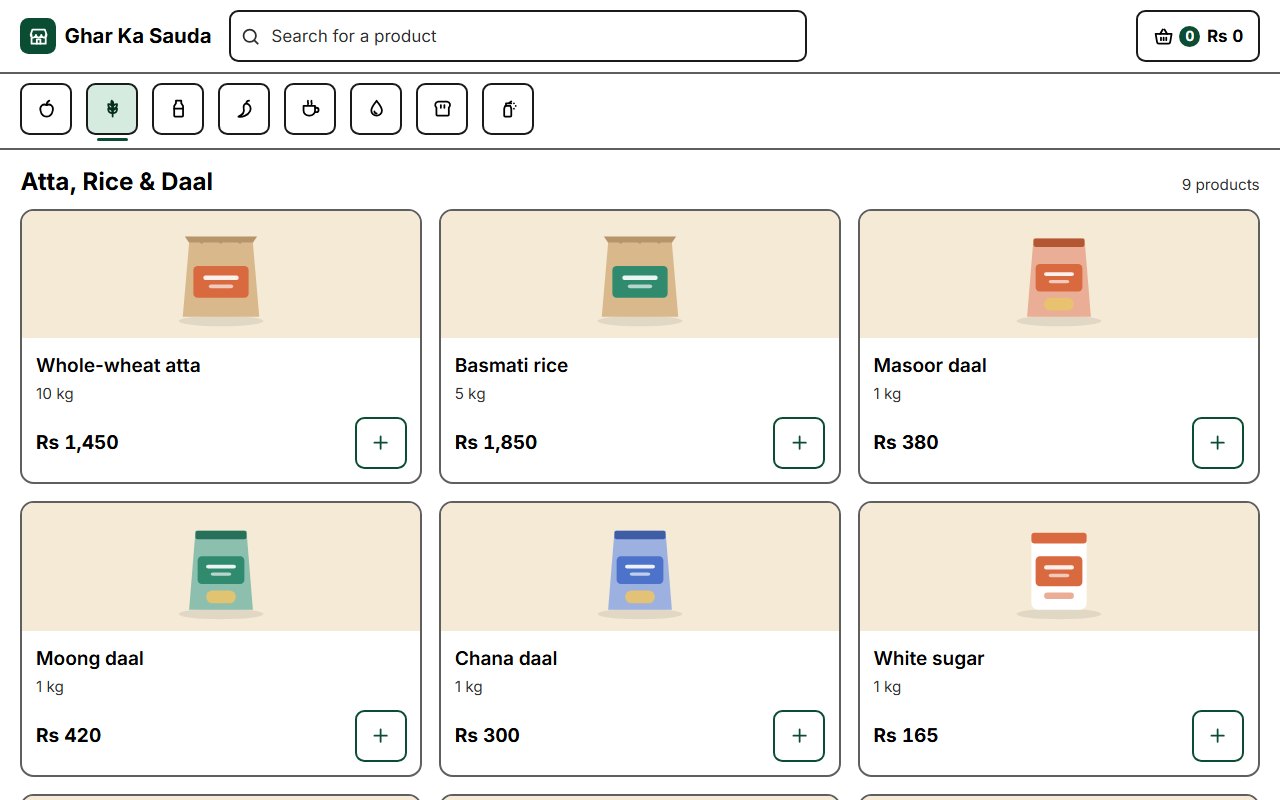 Ghar Ka Sauda
Search for a product
0 Rs 0
Atta, Rice & Daal
9 products
Whole-wheat atta
10 kg
Rs 1,450
Basmati rice
5 kg
Rs 1,850
Masoor daal
1 kg
Rs 380
Moong daal
1 kg
Rs 420
Chana daal
1 kg
Rs 300
White sugar
1 kg
Rs 165